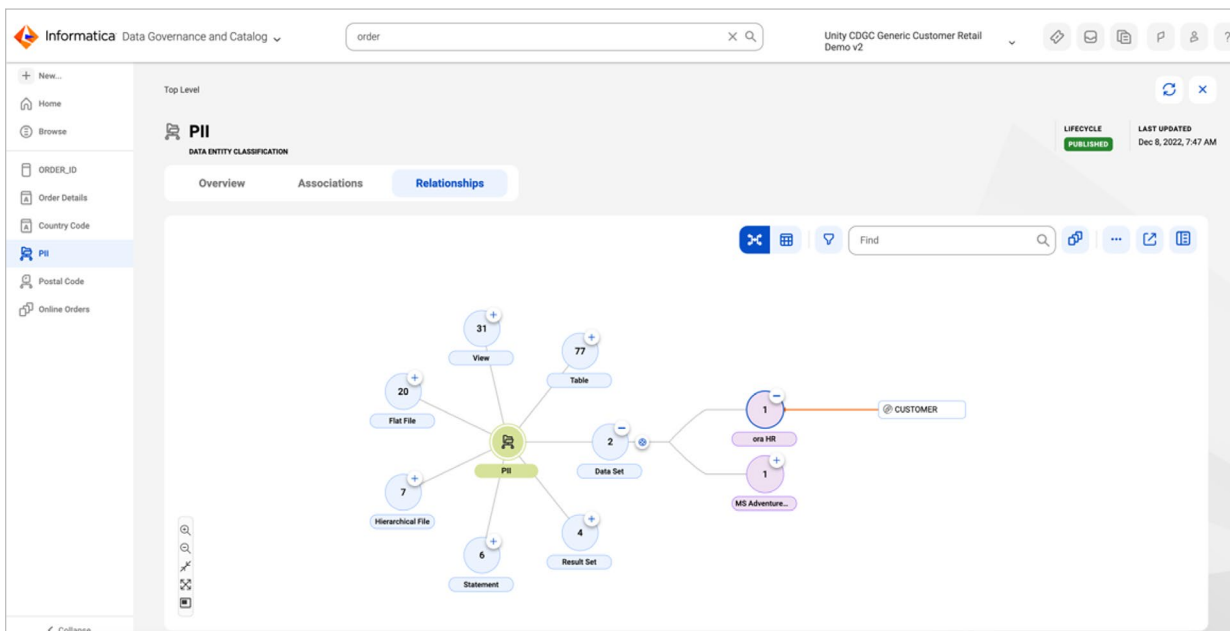 Informatica Data Governance and Catalog
order
Unity CDGC Generic Customer Retail
Demo v2
?
New...
Home
Browse
ORDER_ID
Order Details
Country Code
PII
Postal Code
Online Orders
Collapse
Top Level
PII
DATA ENTITY CLASSIFICATION
LIFECYCLE
PUBLISHED
LAST UPDATED
Dec 8, 2022, 7:47 AM
Overview
Associations
Relationships
Find
31
View
77
Table
20
Flat File
1
ora HR
CUSTOMER
PII
2
Data Set
1
MS Adventure...
7
Hierarchical File
4
Result Set
6
Statement